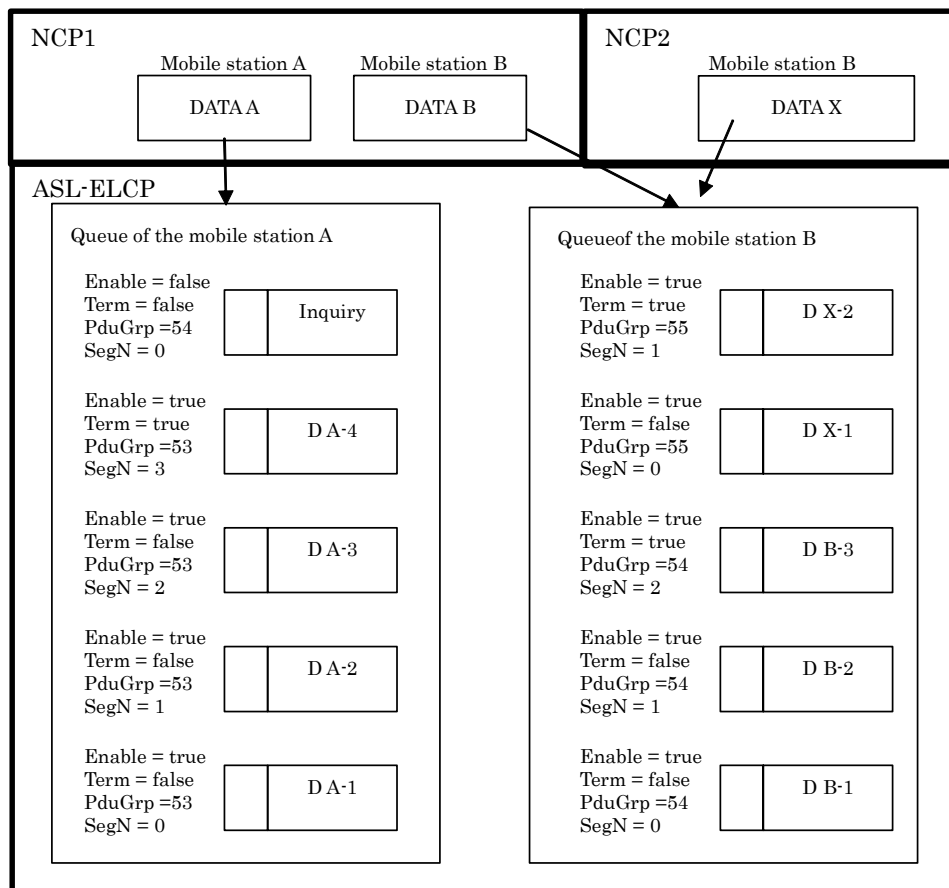 NCP1
NCP2
Mobile station A
Mobile station B
Mobile station B
DATA A
DATA B
DATA X
ASL-ELCP
Queue of the mobile station A
Enable = false
Term = false
PduGrp =54
SegN = 0
Inquiry
Enable = true
Term = true
PduGrp =53
SegN = 3
D A-4
Enable = true
Term = false
PduGrp =53
SegN = 2
D A-3
Enable = true
Term = false
PduGrp =53
SegN = 1
D A-2
Enable = true
Term = false
PduGrp =53
SegN = 0
D A-1
Queueof the mobile station B
Enable = true
Term = true
PduGrp =55
SegN = 1
D X-2
Enable = true
Term = false
PduGrp =55
SegN = 0
D X-1
Enable = true
Term = true
PduGrp =54
SegN = 2
D B-3
Enable = true
Term = false
PduGrp =54
SegN = 1
D B-2
Enable = true
Term = false
PduGrp =54
SegN = 0
D B-1